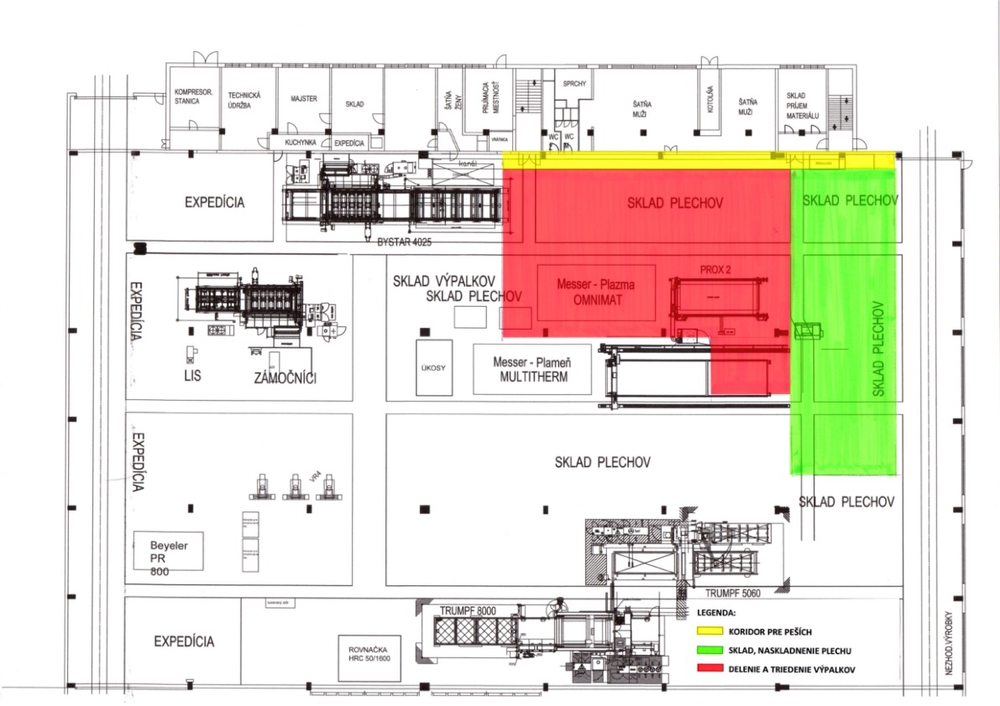 KOMPRESOR.
STANICA
TECHNICKÁ
ÚDRŽBA
MAJSTER
SKLAD
ŠATŇA
ŽENY
PRIJÍMACIA
MIESTNOSŤ
SPRCHY
ŠATŇA
MUŽI
KOTOLŇA
ŠATŇA
MUŽI
SKLAD
PRÍJEM
MATERIÁLU
KUCHYNKA
EXPEDÍCIA
VRÁTNICA
WC
WC
kanál
EXPEDÍCIA
SKLAD PLECHOV
SKLAD PLECHOV
BYSTAR 4025
EXPEDÍCIA
SKLAD VÝPALKOV
SKLAD PLECHOV
Messer - Plazma
OMNIMAT
PROX 2
SKLAD PLECHOV
LIS
ZÁMOČNÍCI
ÚKOSY
Messer - Plameň
MULTITHERM
EXPEDÍCIA
VR4
SKLAD PLECHOV
SKLAD PLECHOV
Beyeler
PR
800
TRUMPF 5060
TRUMPF 8000
EXPEDÍCIA
ROVNAČKA
HRC 50/1600
LEGENDA:
KORIDOR PRE PEŠÍCH
SKLAD, NASKLADNENIE PLECHU
DELENIE A TRIEDENIE VÝPALKOV
NEZHOD.VÝROBKY